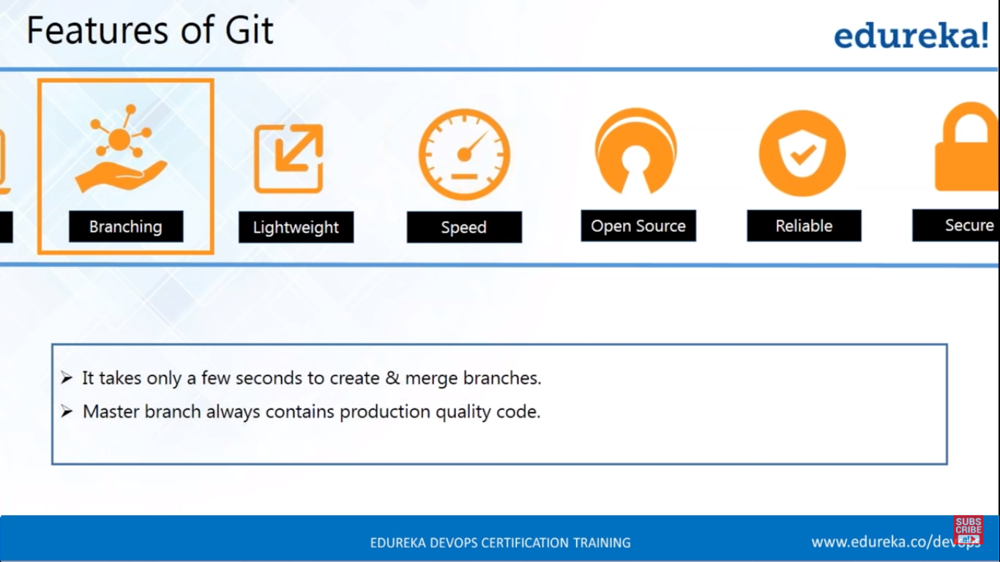 Features of Git
edureka!
Branching
Lightweight
Speed
Open Source
Reliable
Secure
➢ It takes only a few seconds to create & merge branches.
➢ Master branch always contains production quality code.
EDUREKA DEVOPS CERTIFICATION TRAINING
www.edureka.co/devops
SUBS
CRIBE